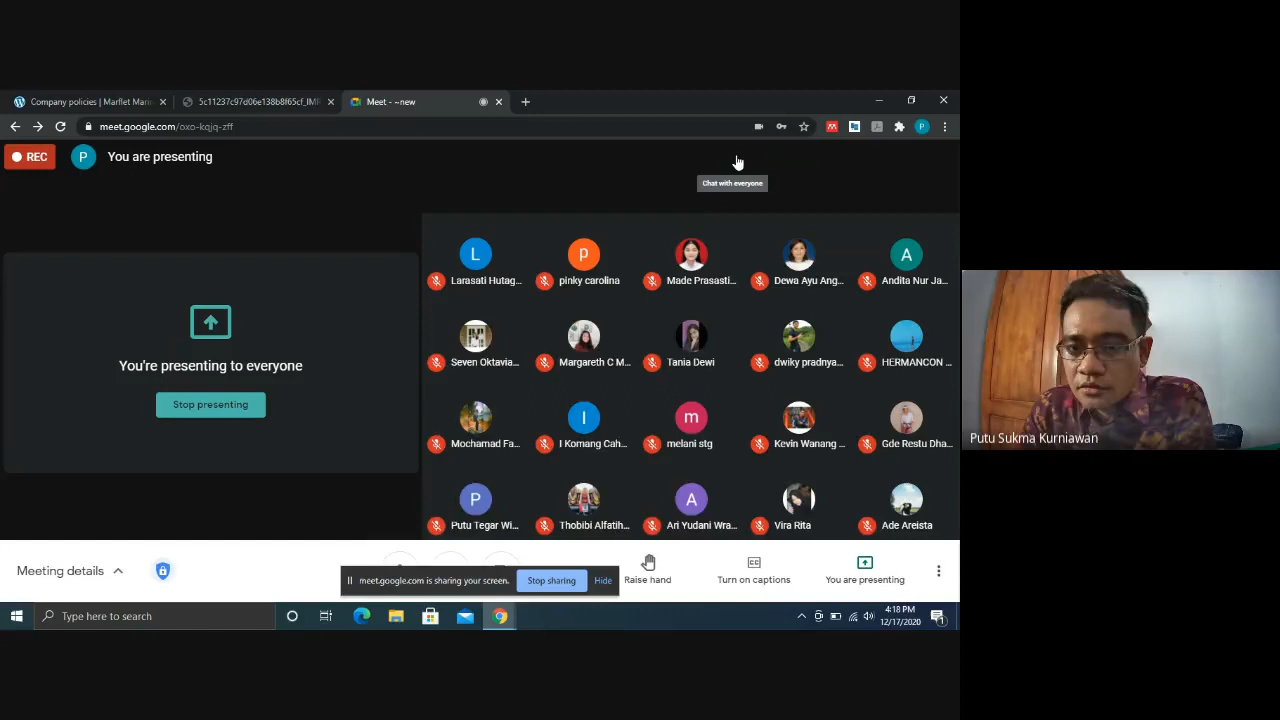 Company policies | Marflet Marin
5c11237c97d06e138b8f65cf_IMP
Meet - ~new
meet.google.com/oxo-kqjq-zff
REC
P
You are presenting
Chat with everyone
L
p
A
Larasati Hutag...
pinky carolina
Made Prasasti...
Dewa Ayu Ang...
Andita Nur Ja...
Seven Oktavia...
Margareth C M...
Tania Dewi
dwiky pradnya...
HERMANCON ...
I
m
Mochamad Fa...
I Komang Cah...
melani stg
Kevin Wanang ...
Gde Restu Dha...
P
A
Putu Tegar Wi...
Thobibi Alfatih...
Ari Yudani Wra...
Vira Rita
Ade Areista
You're presenting to everyone
Stop presenting
Putu Sukma Kurniawan
Meeting details
meet.google.com is sharing your screen.
Stop sharing
Hide
Raise hand
Turn on captions
You are presenting
Type here to search
4:18 PM
12/17/2020
1